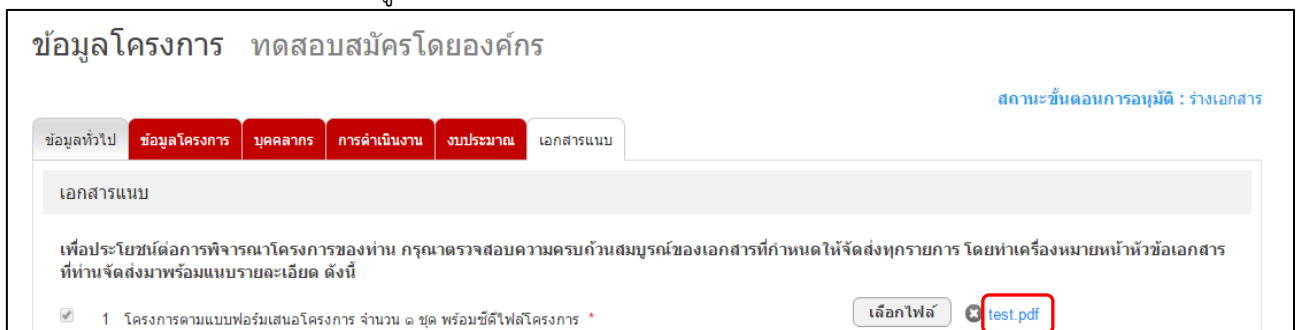 ข้อมูลโครงการ ทดสอบสมัครโดยองค์กร
สถานะขั้นตอนการอนุมัติ : ร่างเอกสาร
ข้อมูลทั่วไป ข้อมูลโครงการ บุคคลากร การดำเนินงาน งบประมาณ เอกสารแนบ
เอกสารแนบ
เพื่อประโยชน์ต่อการพิจารณาโครงการของท่าน กรุณาตรวจสอบความครบถ้วนสมบูรณ์ของเอกสารที่กำหนดให้จัดส่งทุกรายการ โดยทำเครื่องหมายหน้าหัวข้อเอกสาร
ที่ท่านจัดส่งมาพร้อมแนบรายละเอียด ดังนี้
1 โครงการตามแบบฟอร์มเสนอโครงการ จำนวน ๑ ชุด พร้อมซีดีไฟล์โครงการ * เลือกไฟล์ test.pdf